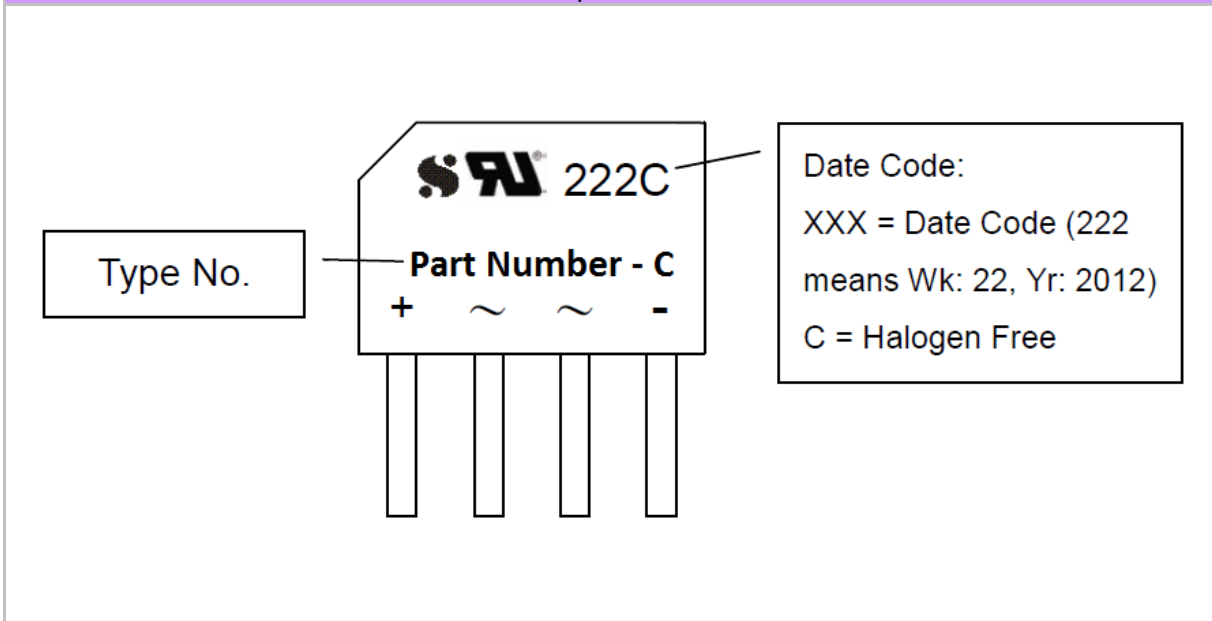 222C
Date Code:
XXX = Date Code (222
means Wk: 22, Yr: 2012)
C = Halogen Free
Type No.
Part Number - C
+ ~ ~ -